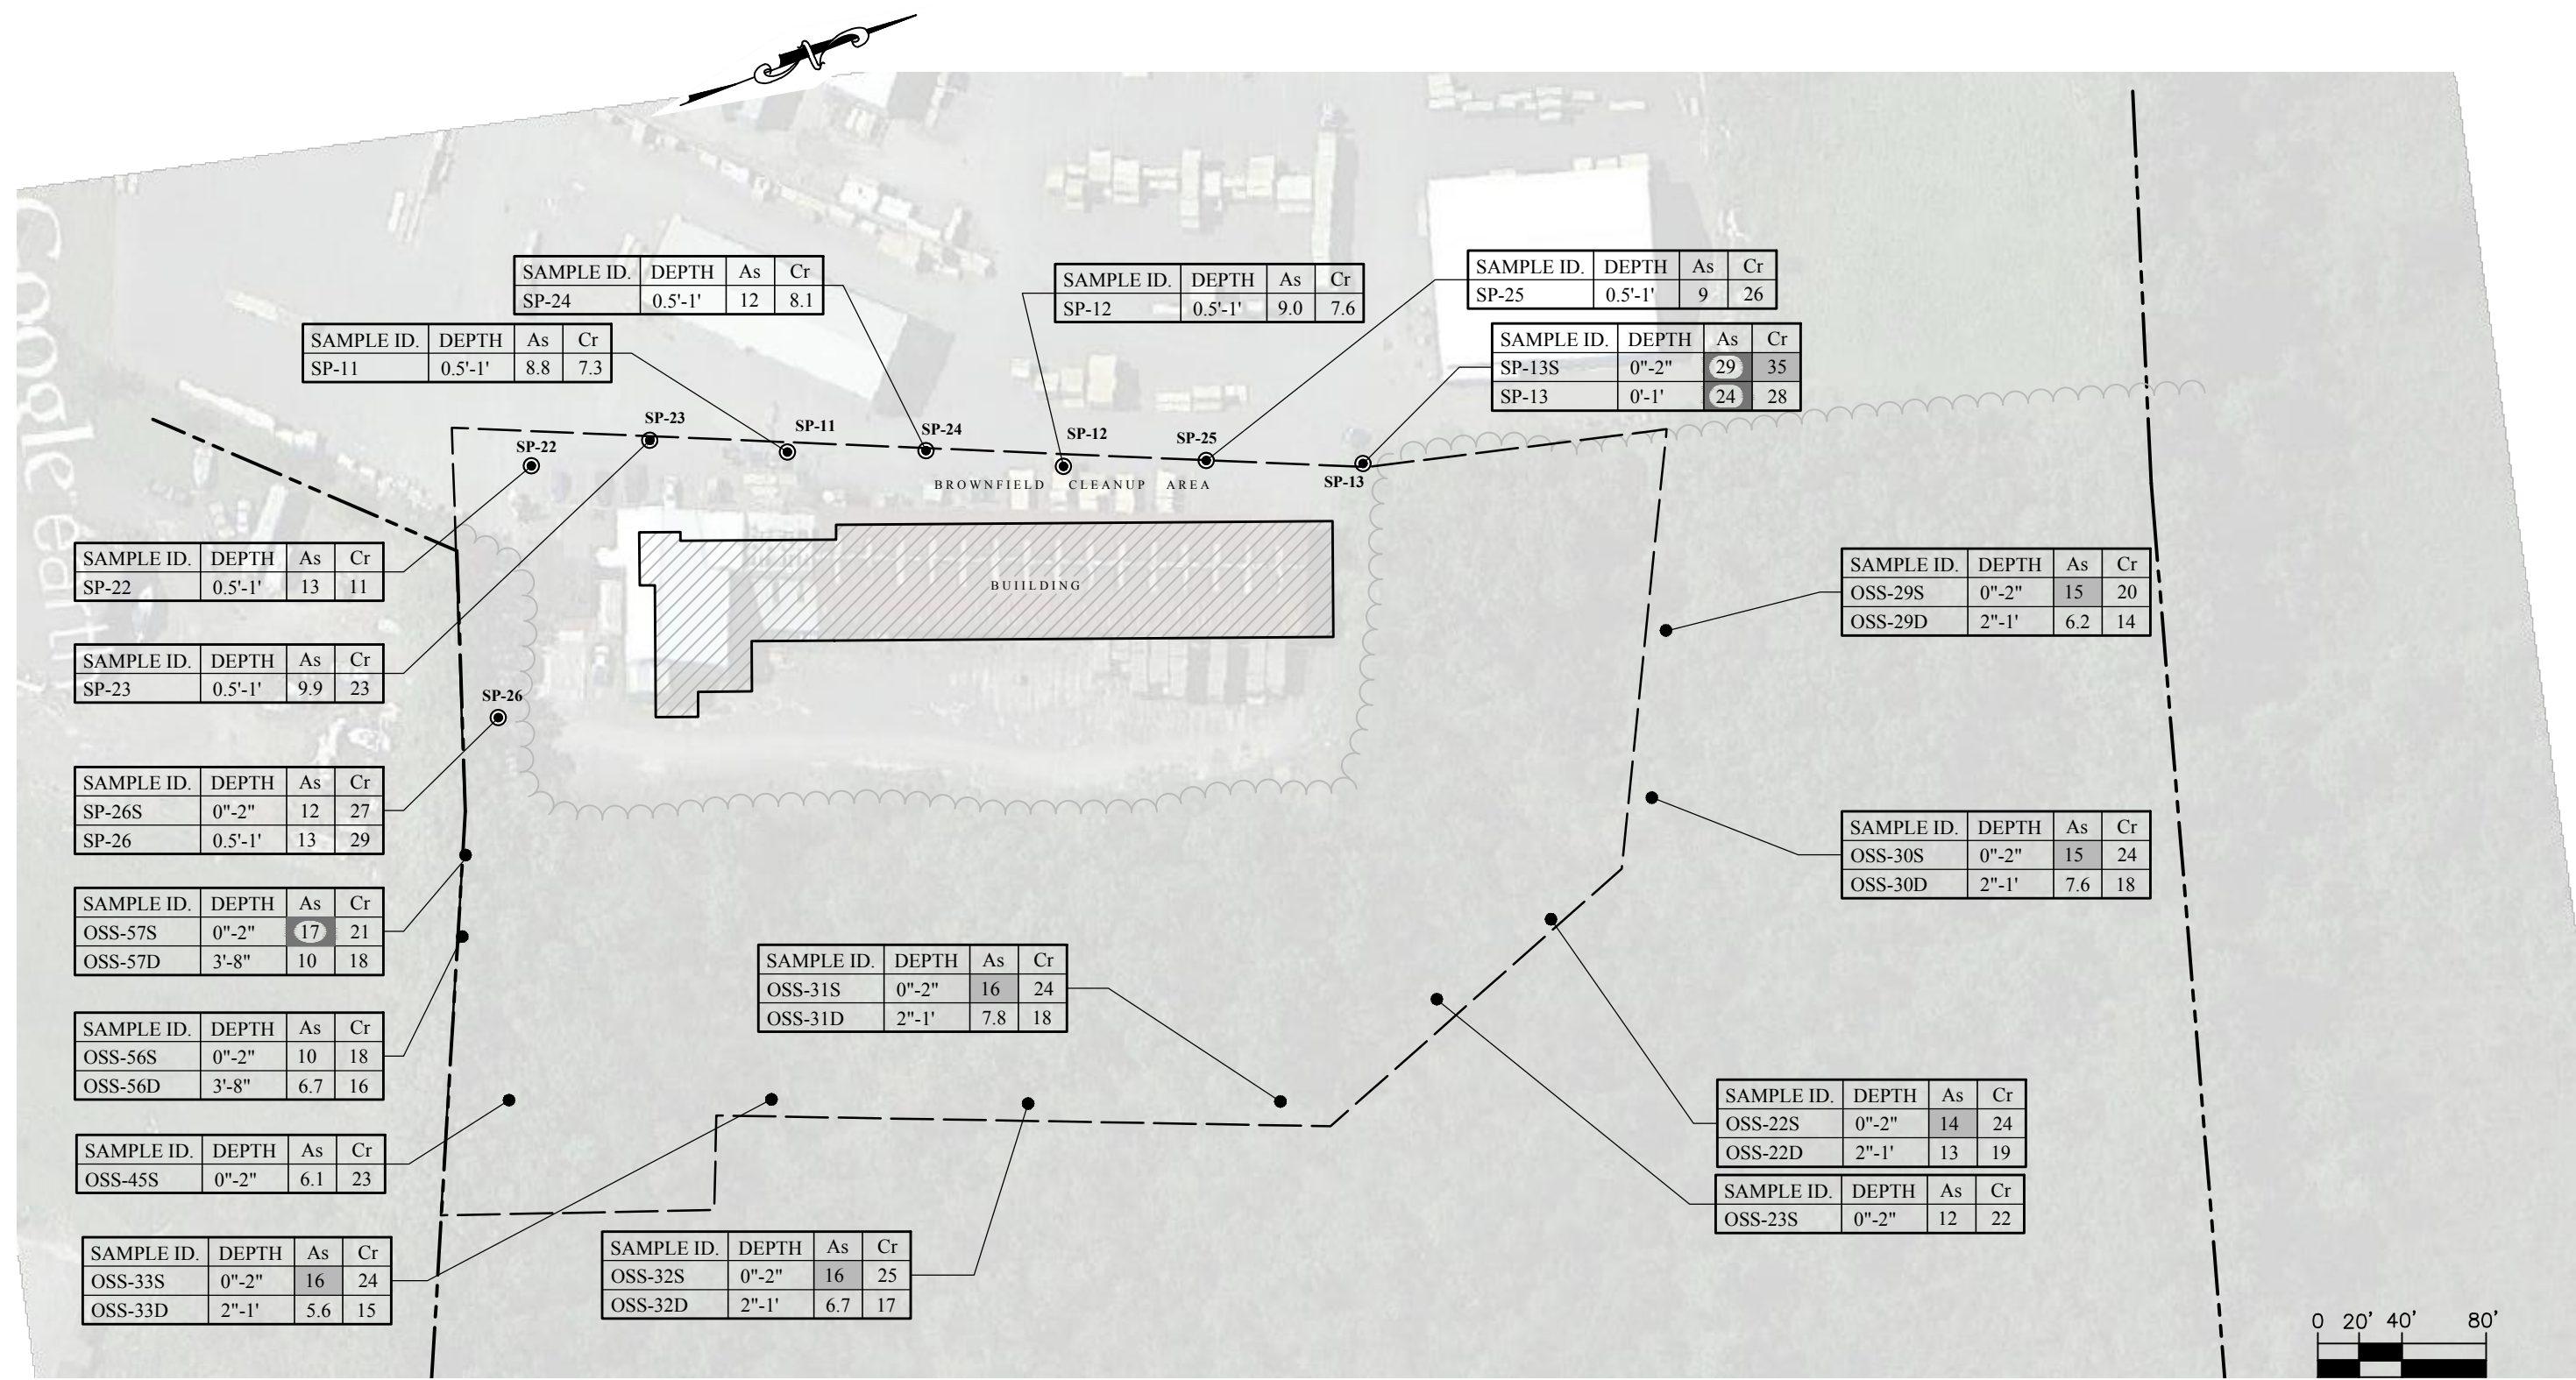 Google earth
SAMPLE ID. DEPTH As Cr
SP-24 0.5'-1' 12 8.1
SAMPLE ID. DEPTH As Cr
SP-12 0.5'-1' 9.0 7.6
SAMPLE ID. DEPTH As Cr
SP-25 0.5'-1' 9 26
SAMPLE ID. DEPTH As Cr
SP-11 0.5'-1' 8.8 7.3
SAMPLE ID. DEPTH As Cr
SP-13S 0"-2" 29 35
SP-13 0'-1' 24 28
SP-22
SP-23
SP-11
SP-24
SP-12
SP-25
SP-13
BROWNFIELD CLEANUP AREA
BUIILDING
SAMPLE ID. DEPTH As Cr
SP-22 0.5'-1' 13 11
SAMPLE ID. DEPTH As Cr
OSS-29S 0"-2" 15 20
OSS-29D 2"-1' 6.2 14
SAMPLE ID. DEPTH As Cr
SP-23 0.5'-1' 9.9 23
SP-26
SAMPLE ID. DEPTH As Cr
SP-26S 0"-2" 12 27
SP-26 0.5'-1' 13 29
SAMPLE ID. DEPTH As Cr
OSS-30S 0"-2" 15 24
OSS-30D 2"-1' 7.6 18
SAMPLE ID. DEPTH As Cr
OSS-57S 0"-2" 17 21
OSS-57D 3'-8" 10 18
SAMPLE ID. DEPTH As Cr
OSS-31S 0"-2" 16 24
OSS-31D 2"-1' 7.8 18
SAMPLE ID. DEPTH As Cr
OSS-56S 0"-2" 10 18
OSS-56D 3'-8" 6.7 16
SAMPLE ID. DEPTH As Cr
OSS-22S 0"-2" 14 24
OSS-22D 2"-1' 13 19
SAMPLE ID. DEPTH As Cr
OSS-45S 0"-2" 6.1 23
SAMPLE ID. DEPTH As Cr
OSS-23S 0"-2" 12 22
SAMPLE ID. DEPTH As Cr
OSS-33S 0"-2" 16 24
OSS-33D 2"-1' 5.6 15
SAMPLE ID. DEPTH As Cr
OSS-32S 0"-2" 16 25
OSS-32D 2"-1' 6.7 17
0 20' 40' 80'